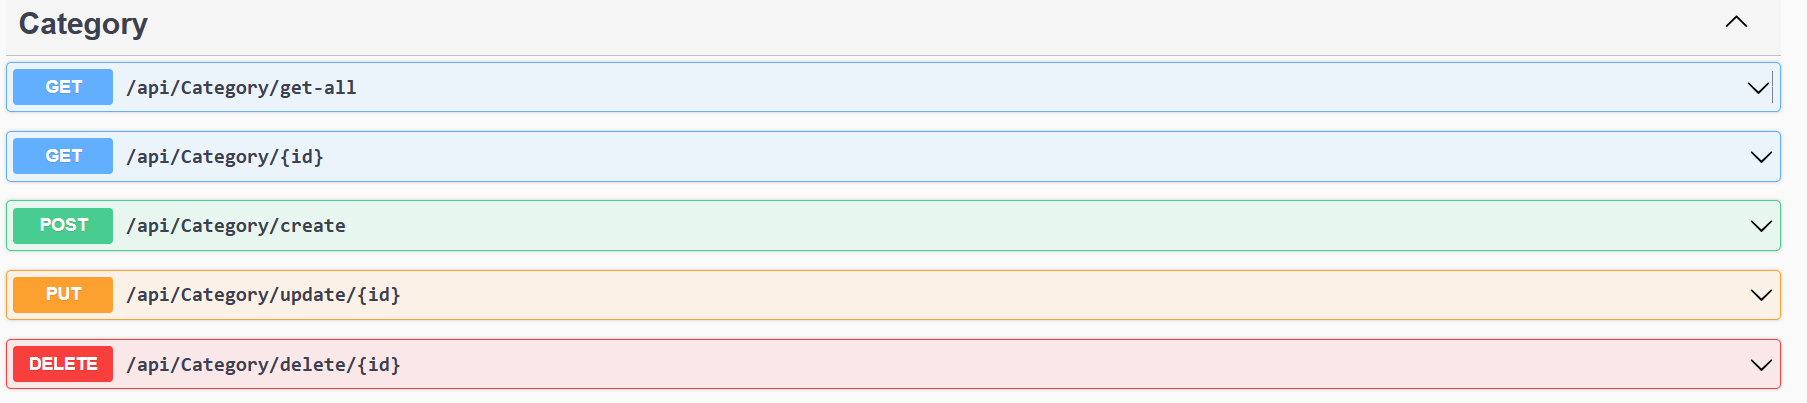 Category
GET /api/Category/get-all
GET /api/Category/{id}
POST /api/Category/create
PUT /api/Category/update/{id}
DELETE /api/Category/delete/{id}